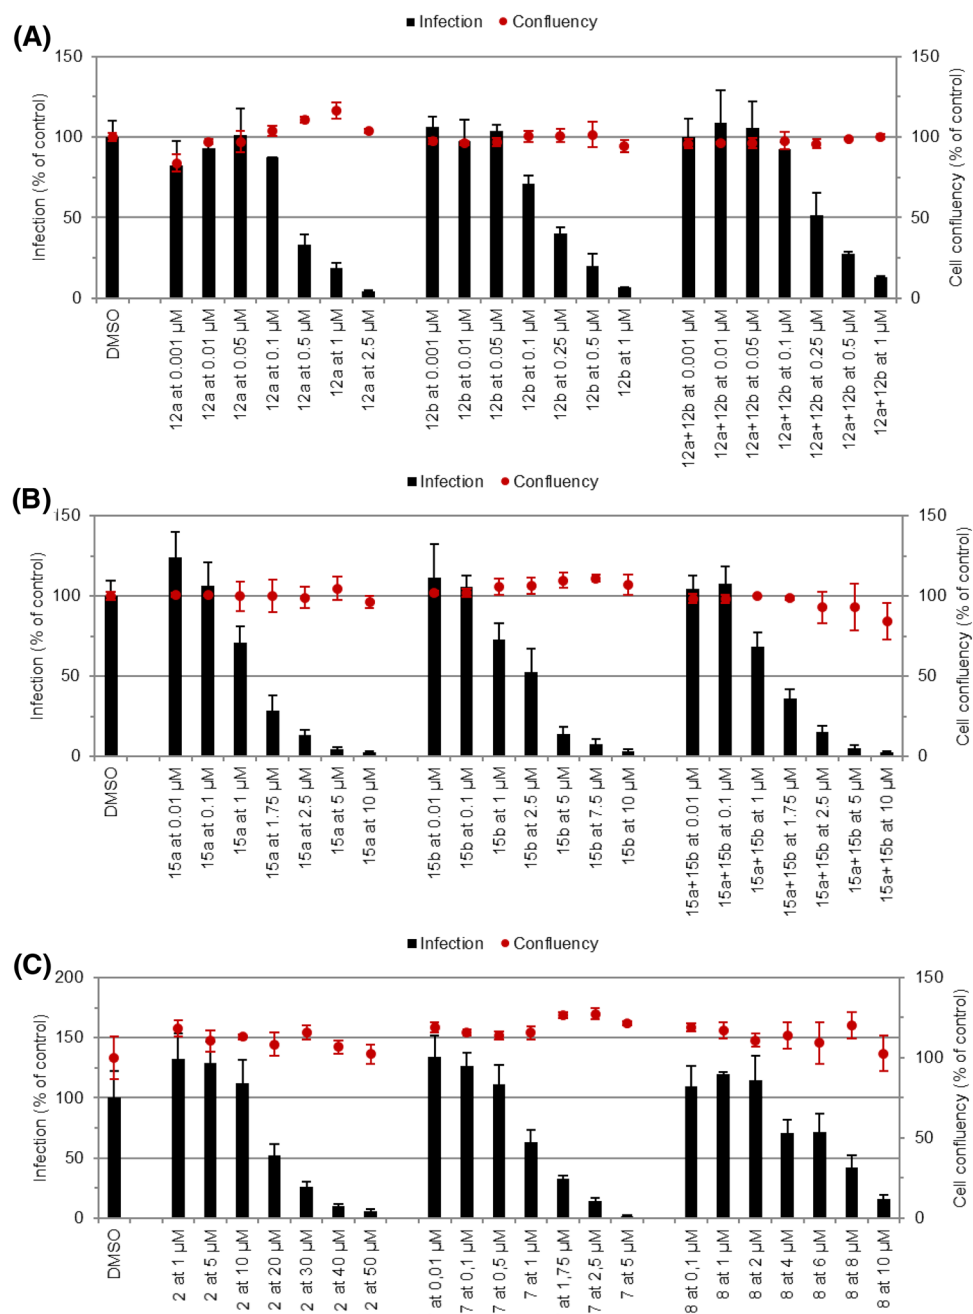 Infection Confluency
(A)
150 150
100 100
50 50
0 0
Infection (% of control)
Cell confluency (% of control)
DMSO
12a at 0.001 µM
12a at 0.01 µM
12a at 0.05 µM
12a at 0.1 µM
12a at 0.5 µM
12a at 1 µM
12a at 2.5 µM
12b at 0.001 µM
12b at 0.01 µM
12b at 0.05 µM
12b at 0.1 µM
12b at 0.25 µM
12b at 0.5 µM
12b at 1 µM
12a+12b at 0.001 µM
12a+12b at 0.01 µM
12a+12b at 0.05 µM
12a+12b at 0.1 µM
12a+12b at 0.25 µM
12a+12b at 0.5 µM
12a+12b at 1 µM
Infection Confluency
(B)
150 150
100 100
50 50
0 0
Infection (% of control)
Cell confluency (% of control)
DMSO
15a at 0.01 µM
15a at 0.1 µM
15a at 1 µM
15a at 1.75 µM
15a at 2.5 µM
15a at 5 µM
15a at 10 µM
15b at 0.01 µM
15b at 0.1 µM
15b at 1 µM
15b at 2.5 µM
15b at 5 µM
15b at 7.5 µM
15b at 10 µM
15a+15b at 0.01 µM
15a+15b at 0.1 µM
15a+15b at 1 µM
15a+15b at 1.75 µM
15a+15b at 2.5 µM
15a+15b at 5 µM
15a+15b at 10 µM
Infection Confluency
(C)
200 150
150 100
100 50
50 0
0
Infection (% of control)
Cell confluency (% of control)
DMSO
2 at 1 µM
2 at 5 µM
2 at 10 µM
2 at 20 µM
2 at 30 µM
2 at 40 µM
2 at 50 µM
at 0,01 µM
7 at 0,1 µM
7 at 0,5 µM
7 at 1 µM
at 1,75 µM
7 at 2,5 µM
7 at 5 µM
8 at 0,1 µM
8 at 1 µM
8 at 2 µM
8 at 4 µM
8 at 6 µM
8 at 8 µM
8 at 10 µM